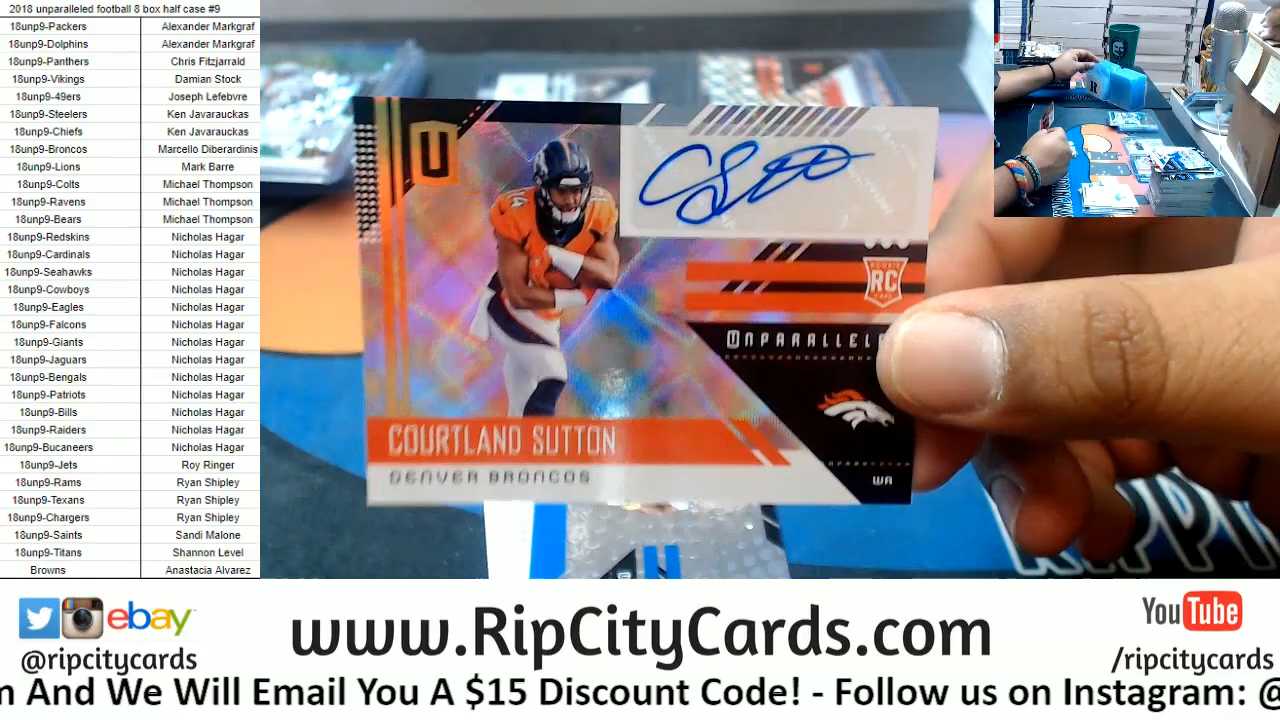 2018 unparalleled football 8 box half case #9
18unp9-Packers Alexander Markgraf
18unp9-Dolphins Alexander Markgraf
18unp9-Panthers Chris Fitzjarrald
18unp9-Vikings Damian Stock
18unp9-49ers Joseph Lefebvre
18unp9-Steelers Ken Javarauckas
18unp9-Chiefs Ken Javarauckas
18unp9-Broncos Marcello Diberardinis
18unp9-Lions Mark Barre
18unp9-Colts Michael Thompson
18unp9-Ravens Michael Thompson
18unp9-Bears Michael Thompson
18unp9-Redskins Nicholas Hagar
18unp9-Cardinals Nicholas Hagar
18unp9-Seahawks Nicholas Hagar
18unp9-Cowboys Nicholas Hagar
18unp9-Eagles Nicholas Hagar
18unp9-Falcons Nicholas Hagar
18unp9-Giants Nicholas Hagar
18unp9-Jaguars Nicholas Hagar
18unp9-Bengals Nicholas Hagar
18unp9-Patriots Nicholas Hagar
18unp9-Bills Nicholas Hagar
18unp9-Raiders Nicholas Hagar
18unp9-Bucaneers Nicholas Hagar
18unp9-Jets Roy Ringer
18unp9-Rams Ryan Shipley
18unp9-Texans Ryan Shipley
18unp9-Chargers Ryan Shipley
18unp9-Saints Sandi Malone
18unp9-Titans Shannon Level
Browns Anastacia Alvarez
U
14
ROOKIE
RC
CARD
UNPARALLEL
COURTLAND SUTTON
DENVER BRONCOS
WR
RIPPIN
ebay
@ripcitycards
www.RipCityCards.com
YouTube
/ripcitycards
And We Will Email You A $15 Discount Code! - Follow us on Instagram: @